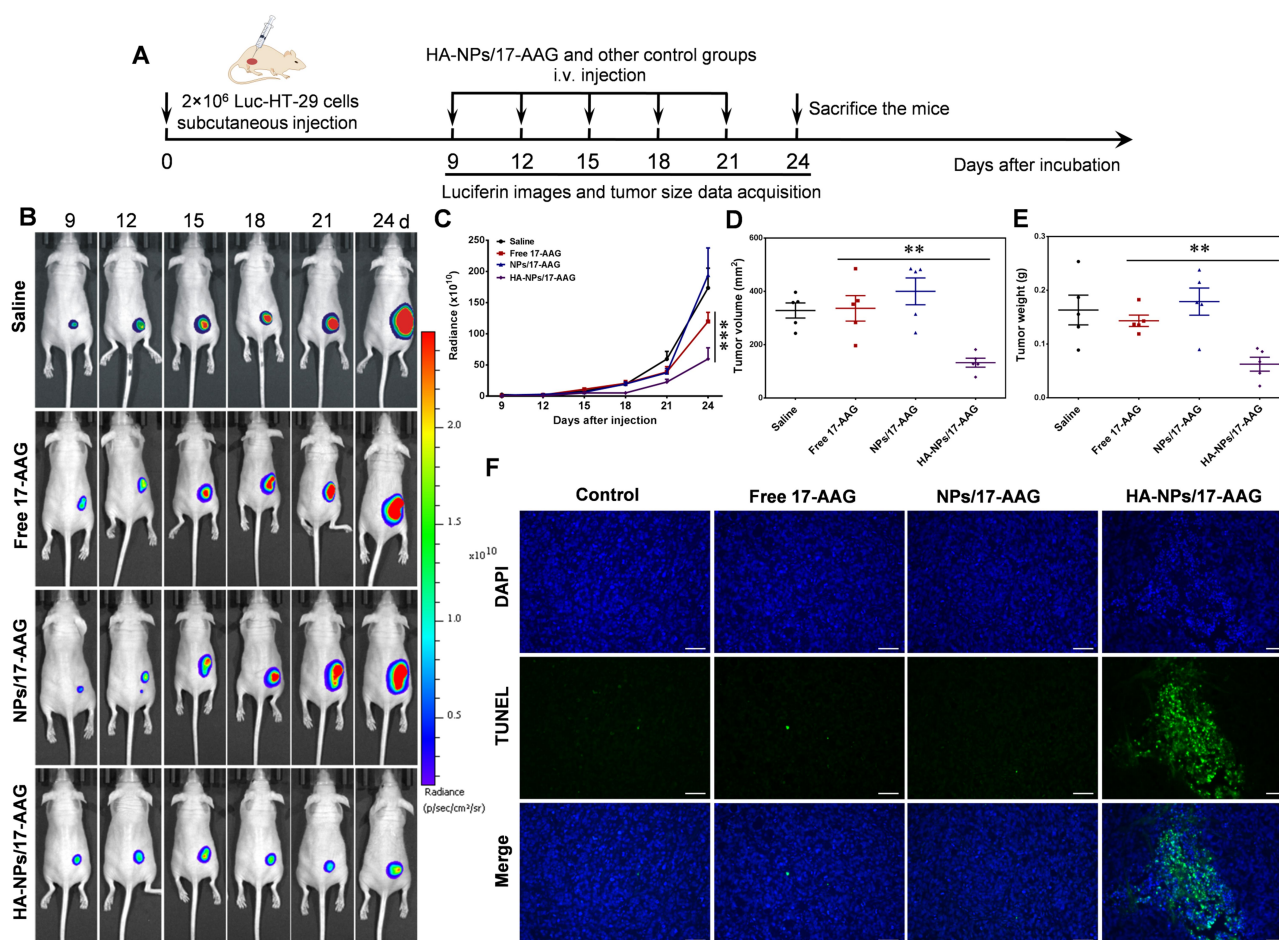 A
HA-NPs/17-AAG and other control groups
i.v. injection
2×10⁶ Luc-HT-29 cells
subcutaneous injection
Sacrifice the mice
0
9
12
15
18
21
24
Days after incubation
Luciferin images and tumor size data acquisition
B
9
12
15
18
21
24 d
Saline
Free 17-AAG
NPs/17-AAG
HA-NPs/17-AAG
2.0
1.5
x10¹⁰
1.0
0.5
Radiance
(p/sec/cm²/sr)
C
Radiance (x10¹⁰)
250
200
150
100
50
0
Saline
Free 17-AAG
NPs/17-AAG
HA-NPs/17-AAG
***
9
12
15
18
21
24
Days after injection
D
Tumor volume (mm²)
600
400
200
0
**
Saline
Free 17-AAG
NPs/17-AAG
HA-NPs/17-AAG
E
Tumor weight (g)
0.3
0.2
0.1
0.0
**
Saline
Free 17-AAG
NPs/17-AAG
HA-NPs/17-AAG
F
Control
Free 17-AAG
NPs/17-AAG
HA-NPs/17-AAG
DAPI
TUNEL
Merge